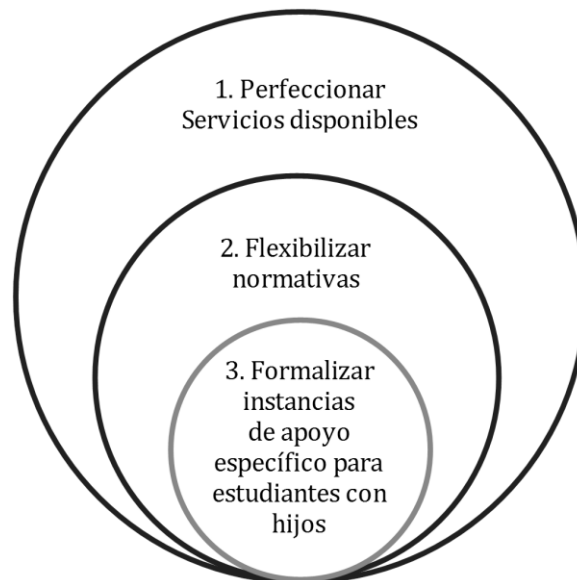 1. Perfeccionar
Servicios disponibles
2. Flexibilizar
normativas
3. Formalizar
instancias
de apoyo
específico para
estudiantes con
hijos